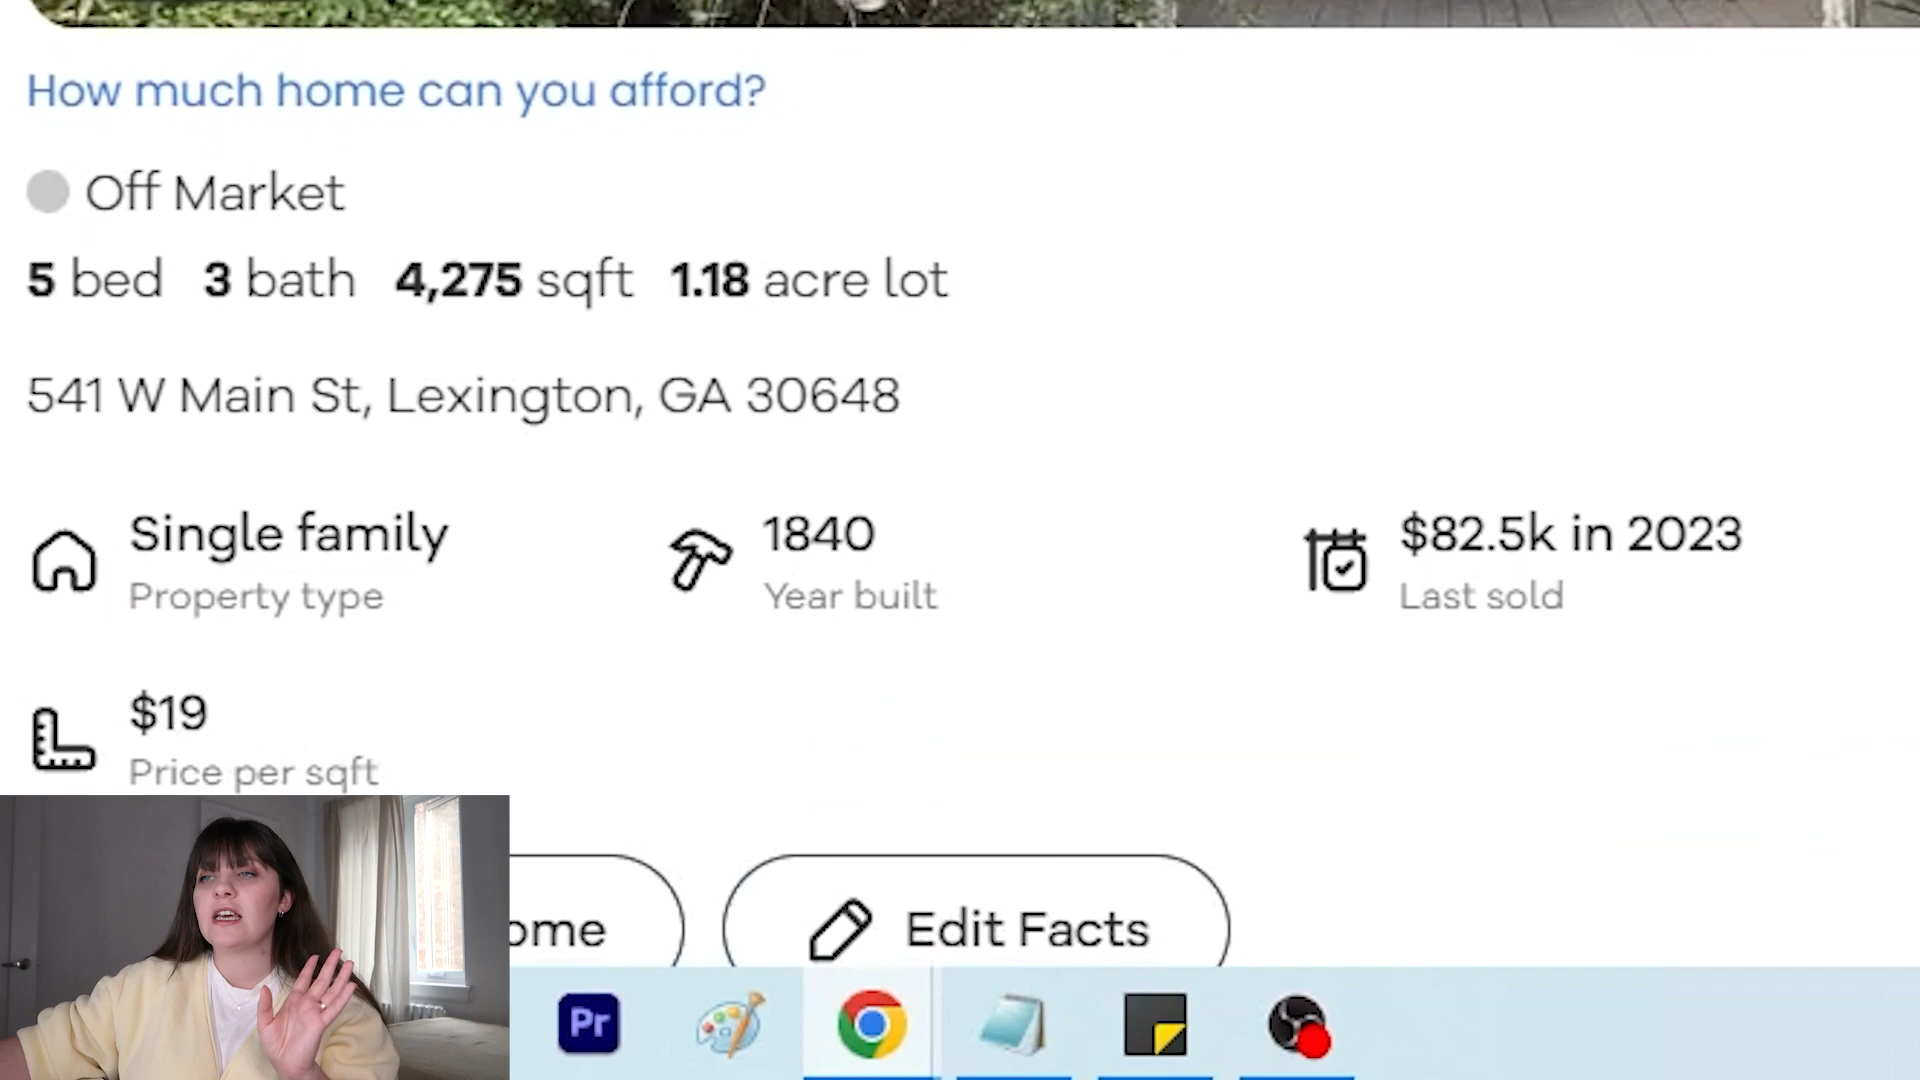 How much home can you afford?
Off Market
5 bed 3 bath 4,275 sqft 1.18 acre lot
541 W Main St, Lexington, GA 30648
Single family
Property type
1840
Year built
$82.5k in 2023
Last sold
$19
Price per sqft
ome
Edit Facts
Pr